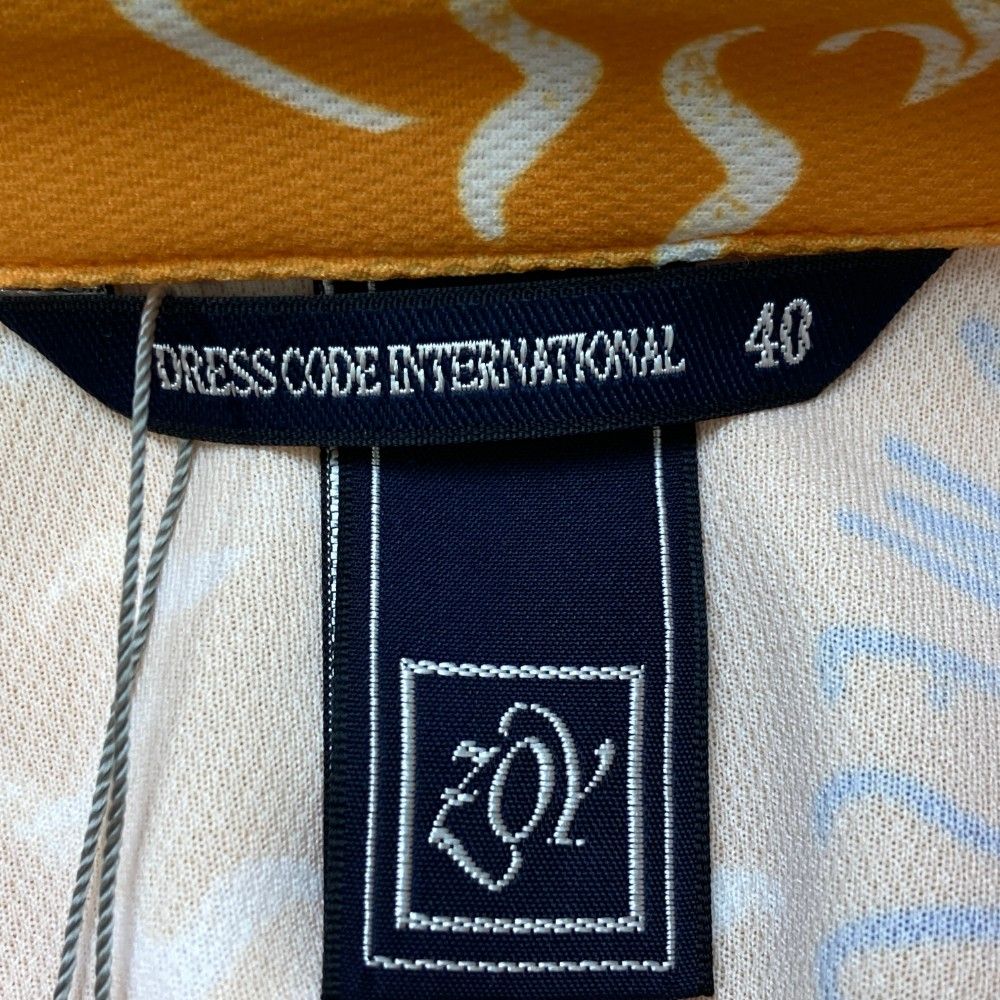 DRESS CODE INTERNATIONAL 40
ZOY